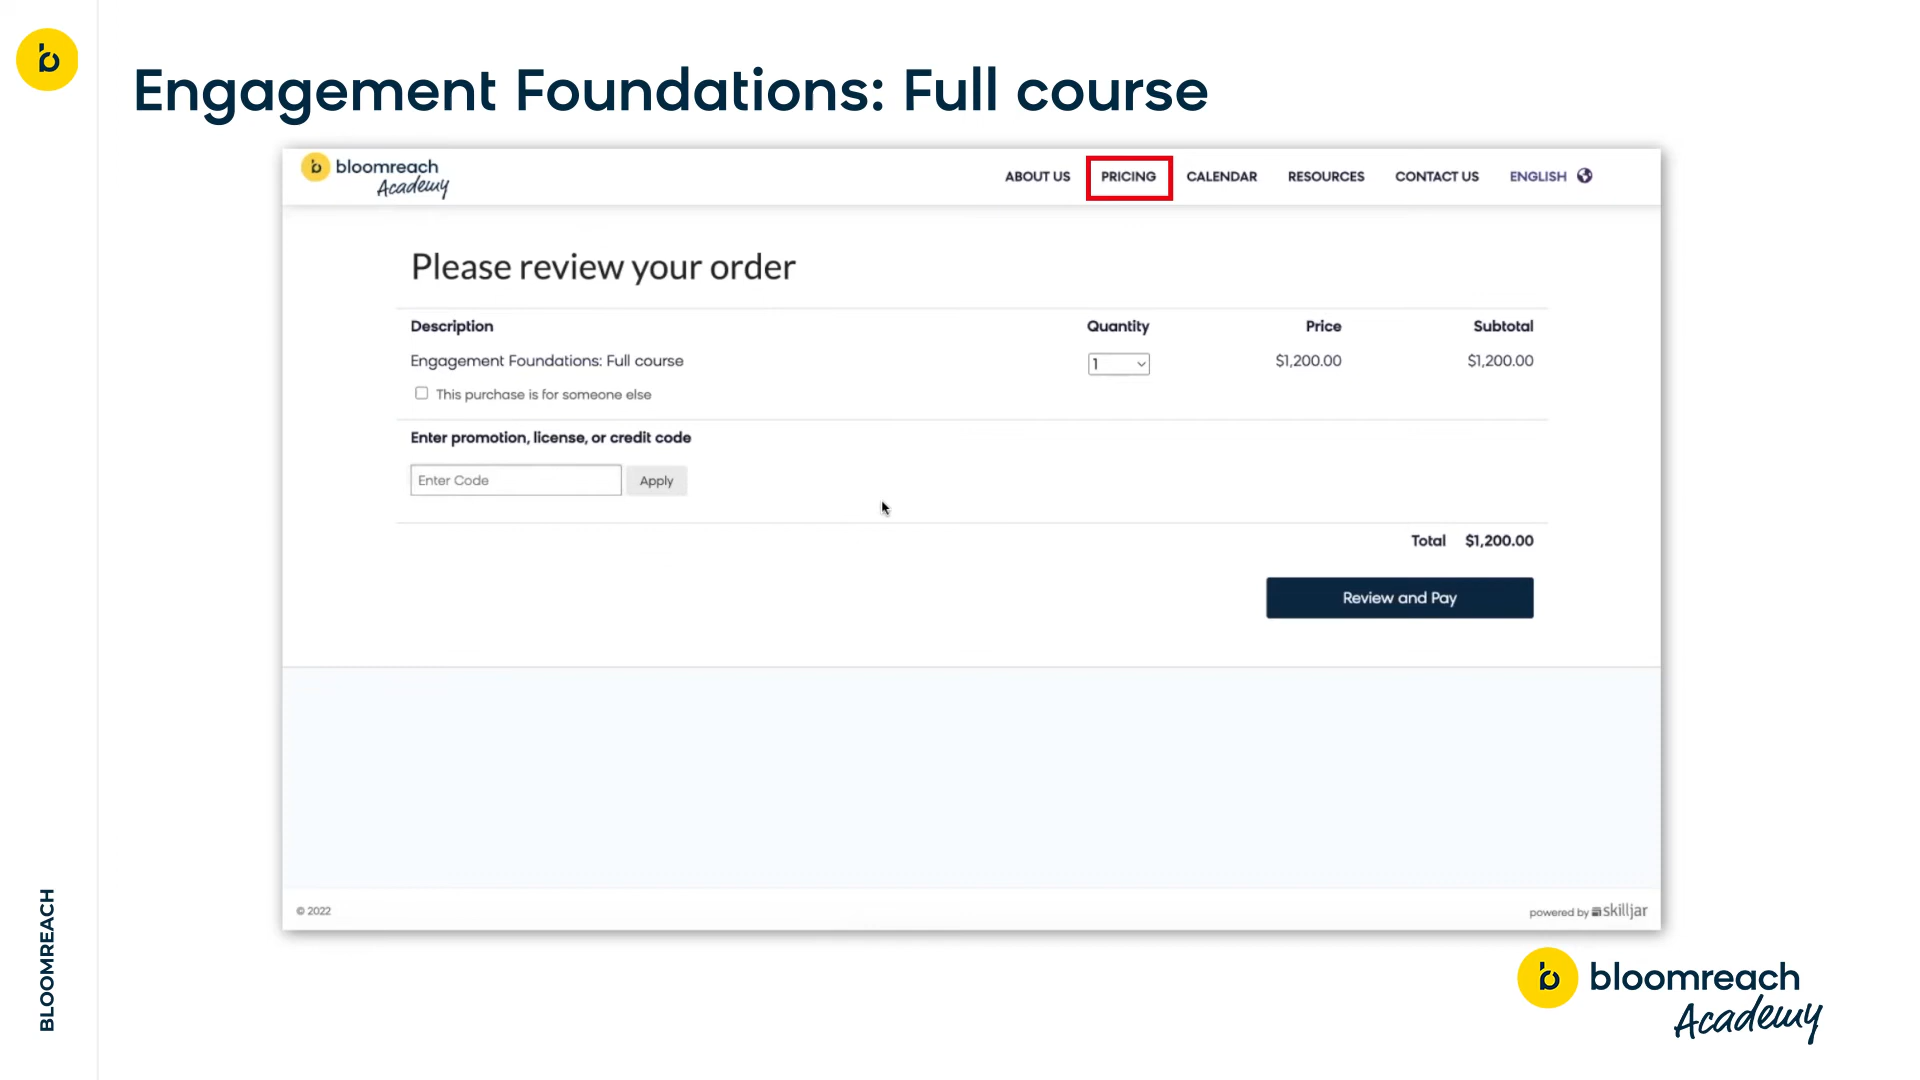 Engagement Foundations: Full course
bloomreach
Academy
ABOUT US PRICING CALENDAR RESOURCES CONTACT US ENGLISH
Please review your order
Description Quantity Price Subtotal
Engagement Foundations: Full course 1 $1,200.00 $1,200.00
This purchase is for someone else
Enter promotion, license, or credit code
Enter Code Apply
Total $1,200.00
Review and Pay
© 2022 powered by skilljar
BLOOMREACH
bloomreach
Academy